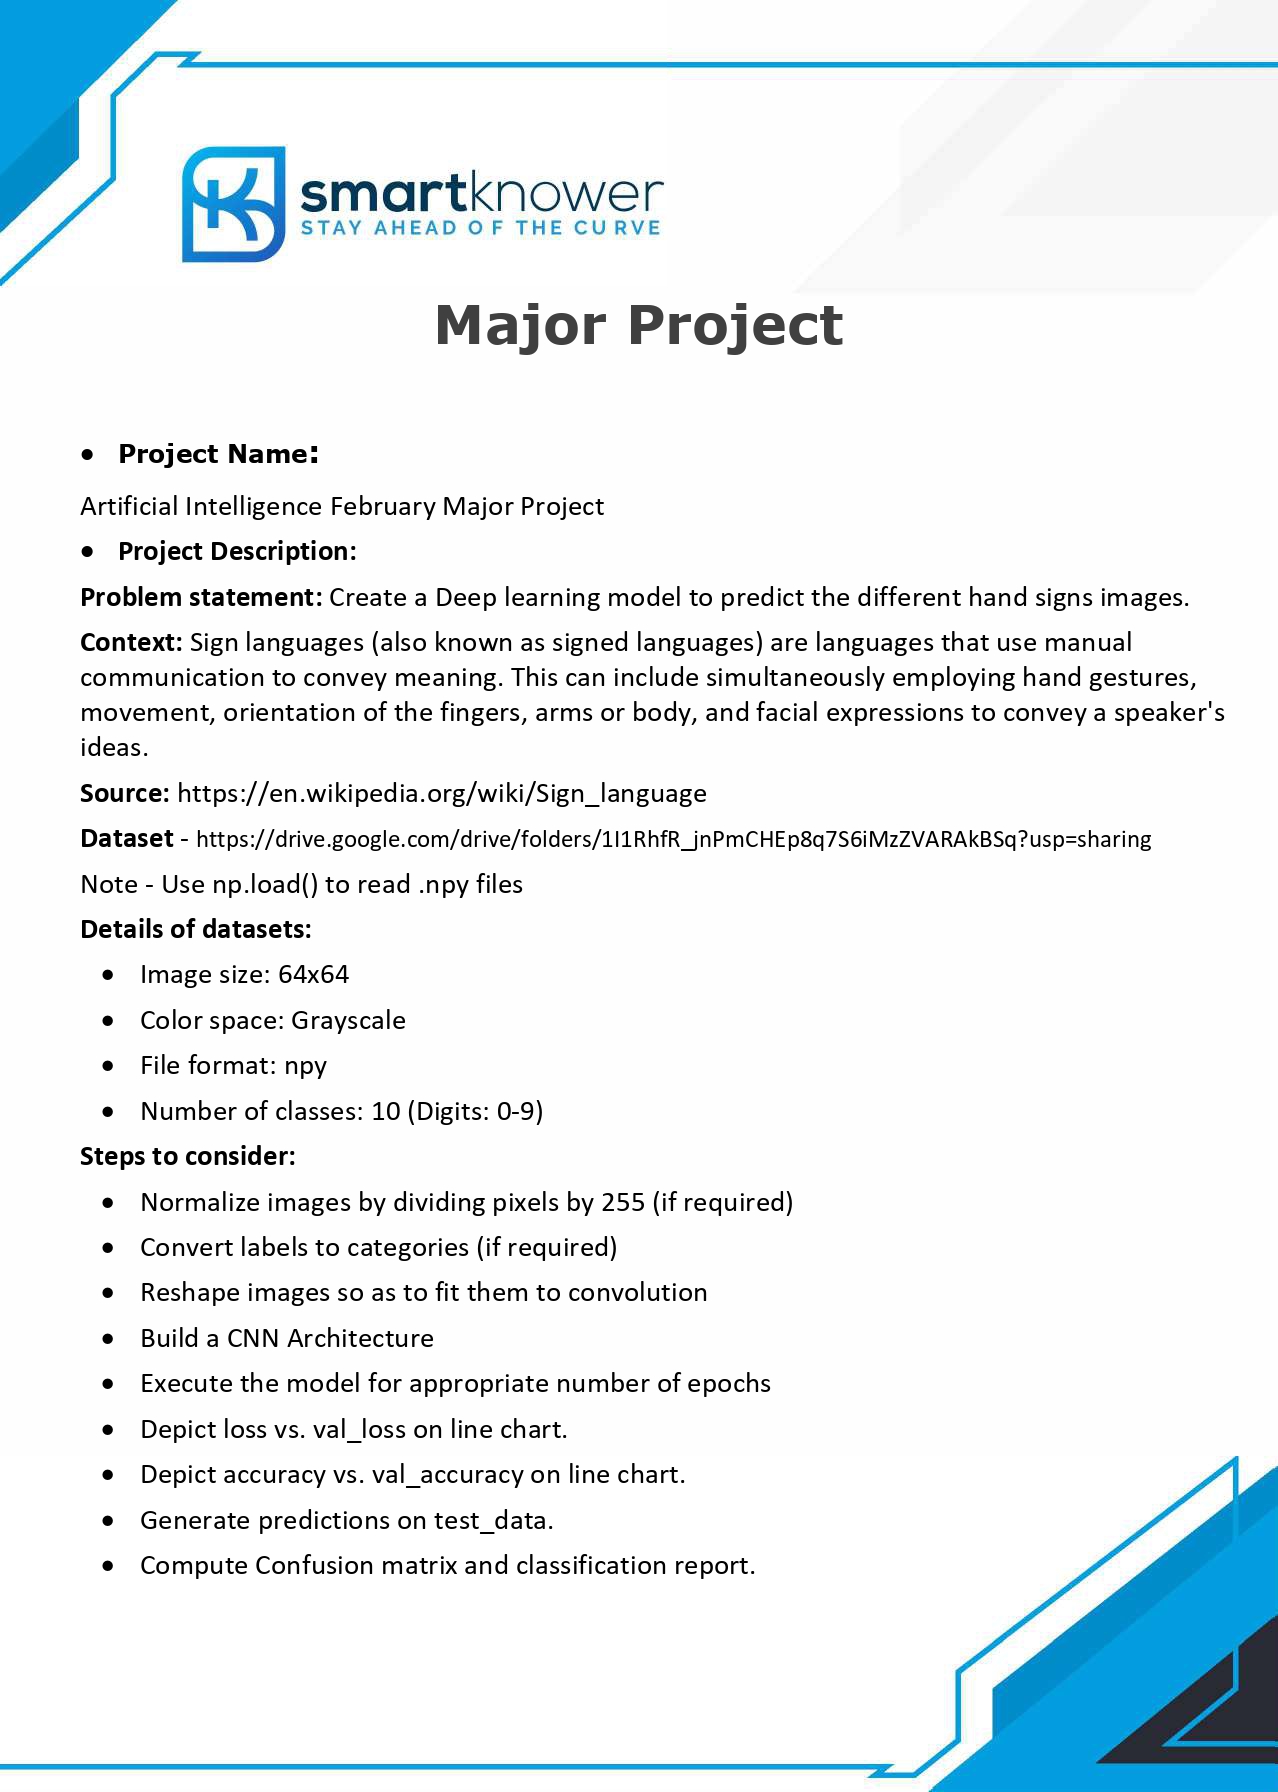 smartknower
STAY AHEAD OF THE CURVE
Major Project
• Project Name:
Artificial Intelligence February Major Project
• Project Description:
Problem statement: Create a Deep learning model to predict the different hand signs images.
Context: Sign languages (also known as signed languages) are languages that use manual
communication to convey meaning. This can include simultaneously employing hand gestures,
movement, orientation of the fingers, arms or body, and facial expressions to convey a speaker's
ideas.
Source: https://en.wikipedia.org/wiki/Sign_language
Dataset - https://drive.google.com/drive/folders/1I1RhfR_jnPmCHEp8q7S6iMzZVARAkBSq?usp=sharing
Note - Use np.load() to read .npy files
Details of datasets:
• Image size: 64x64
• Color space: Grayscale
• File format: npy
• Number of classes: 10 (Digits: 0-9)
Steps to consider:
• Normalize images by dividing pixels by 255 (if required)
• Convert labels to categories (if required)
• Reshape images so as to fit them to convolution
• Build a CNN Architecture
• Execute the model for appropriate number of epochs
• Depict loss vs. val_loss on line chart.
• Depict accuracy vs. val_accuracy on line chart.
• Generate predictions on test_data.
• Compute Confusion matrix and classification report.